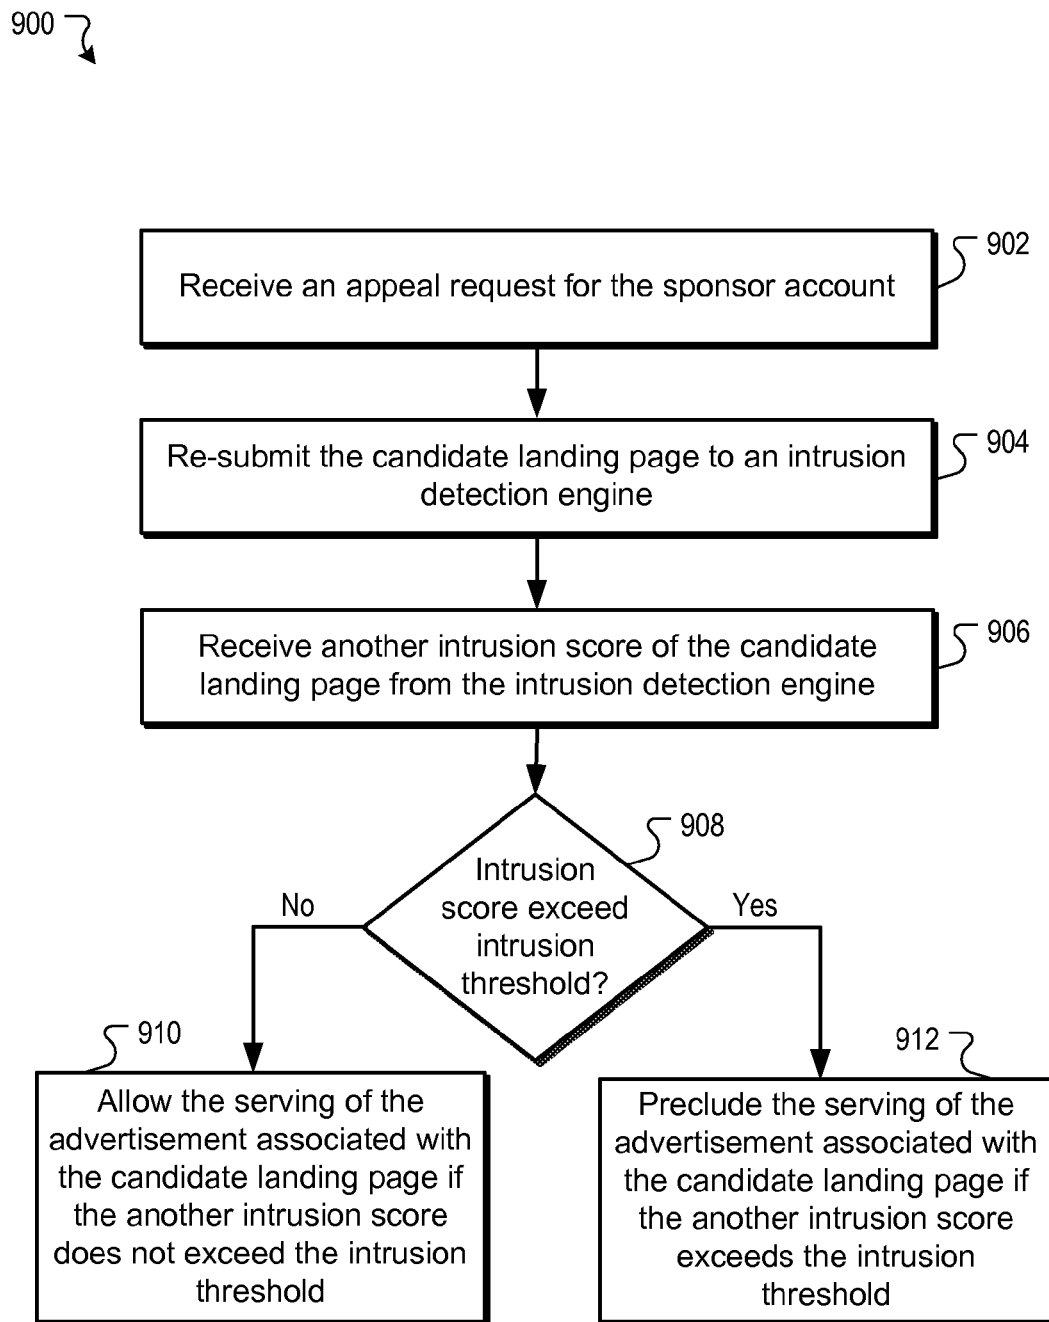 900
902
Receive an appeal request for the sponsor account
904
Re-submit the candidate landing page to an intrusion
detection engine
906
Receive another intrusion score of the candidate
landing page from the intrusion detection engine
908
Intrusion
score exceed
intrusion
threshold?
No
Yes
910
Allow the serving of the
advertisement associated with
the candidate landing page if
the another intrusion score
does not exceed the intrusion
threshold
912
Preclude the serving of the
advertisement associated with
the candidate landing page if
the another intrusion score
exceeds the intrusion
threshold